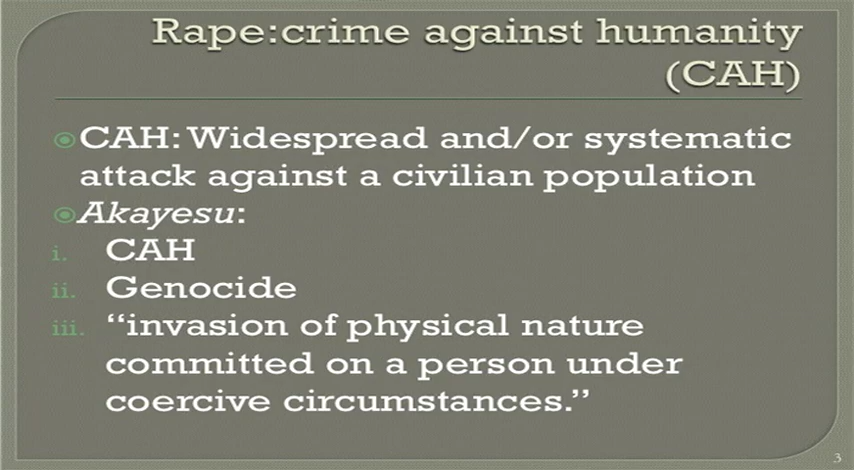 Rape:crime against humanity
(CAH)
CAH: Widespread and/or systematic
attack against a civilian population
Akayesu:
i. CAH
ii. Genocide
iii. “invasion of physical nature
committed on a person under
coercive circumstances.”
3